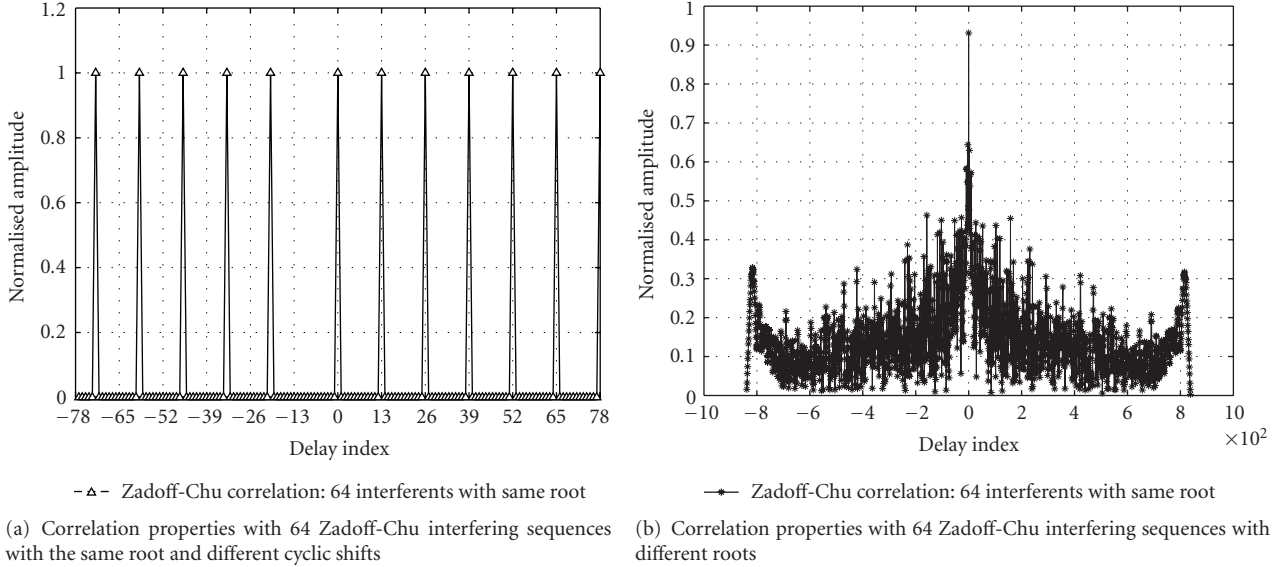 1.2
1
0.8
0.6
0.4
0.2
0
Normalised amplitude
−78 −65 −52 −39 −26 −13 0 13 26 39 52 65 78
Delay index
Zadoff-Chu correlation: 64 interferents with same root
(a) Correlation properties with 64 Zadoff-Chu interfering sequences
with the same root and different cyclic shifts
1
0.9
0.8
0.7
0.6
0.5
0.4
0.3
0.2
0.1
0
Normalised amplitude
−10 −8 −6 −4 −2 0 2 4 6 8 10
×10²
Delay index
Zadoff-Chu correlation: 64 interferents with same root
(b) Correlation properties with 64 Zadoff-Chu interfering sequences with
different roots